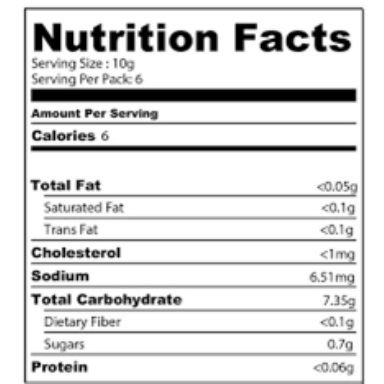 Nutrition Facts
Serving Size : 10g
Serving Per Pack: 6
Amount Per Serving
Calories 6
Total Fat <0.05g
Saturated Fat <0.1g
Trans Fat <0.1g
Cholesterol <1mg
Sodium 6.51mg
Total Carbohydrate 7.35g
Dietary Fiber <0.1g
Sugars 0.7g
Protein <0.06g